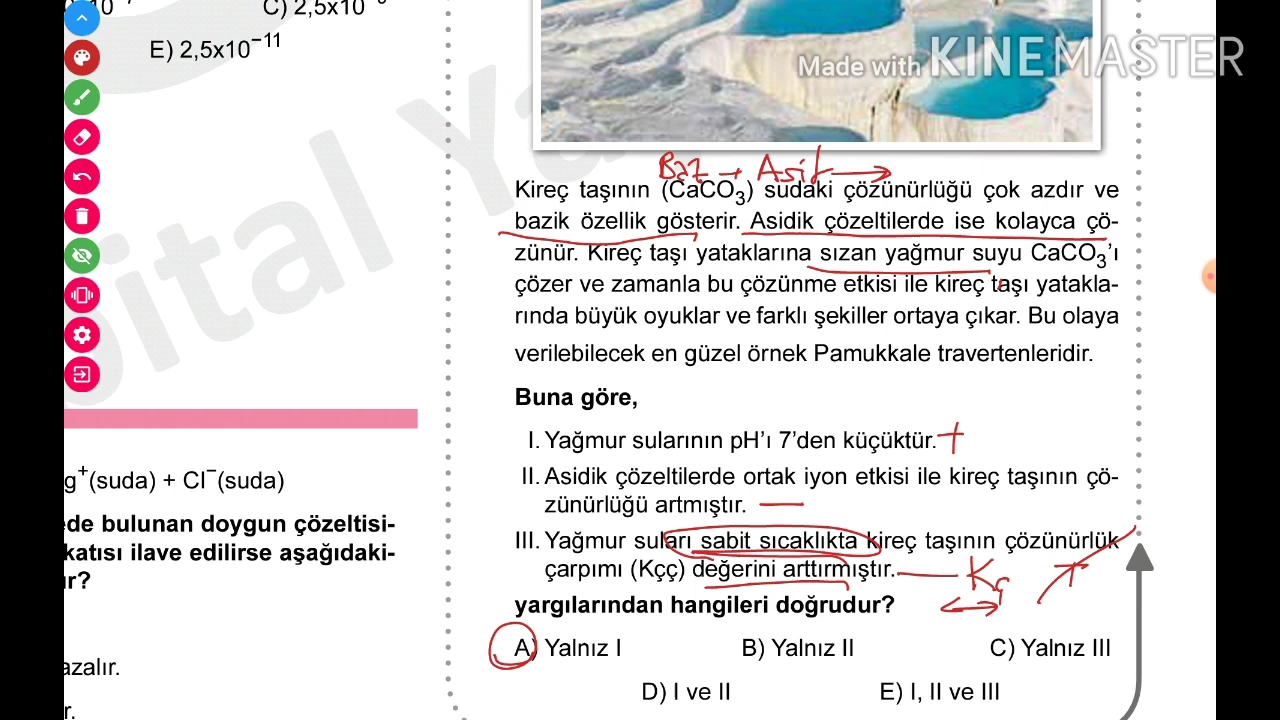 C) 2,5x10
E) 2,5x10⁻¹¹
Made with KINEMASTER
Baz + Asit →
Kireç taşının (CaCO₃) sudaki çözünürlüğü çok azdır ve
bazik özellik gösterir. Asidik çözeltilerde ise kolayca çö-
zünür. Kireç taşı yataklarına sızan yağmur suyu CaCO₃'ı
çözer ve zamanla bu çözünme etkisi ile kireç taşı yatakla-
rında büyük oyuklar ve farklı şekiller ortaya çıkar. Bu olaya
verilebilecek en güzel örnek Pamukkale travertenleridir.
Buna göre,
I. Yağmur sularının pH'ı 7'den küçüktür. +
II. Asidik çözeltilerde ortak iyon etkisi ile kireç taşının çö-
zünürlüğü artmıştır. —
III. Yağmur suları sabit sıcaklıkta kireç taşının çözünürlük
çarpımı (Kçç) değerini arttırmıştır. — Kç
yargılarından hangileri doğrudur?
A) Yalnız I B) Yalnız II C) Yalnız III
D) I ve II E) I, II ve III
g⁺(suda) + Cl⁻(suda)
ede bulunan doygun çözeltisi-
katısı ilave edilirse aşağıdaki-
ır?
azalır.
r.
ital Ya